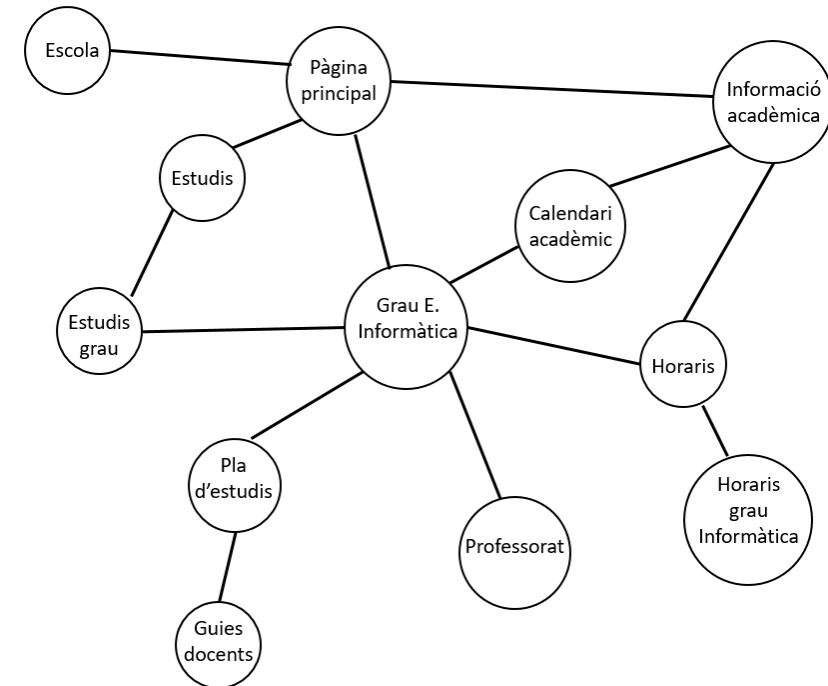 Escola
Pàgina
principal
Informació
acadèmica
Estudis
Calendari
acadèmic
Grau E.
Informàtica
Estudis
grau
Horaris
Pla
d'estudis
Professorat
Horaris
grau
Informàtica
Guies
docents